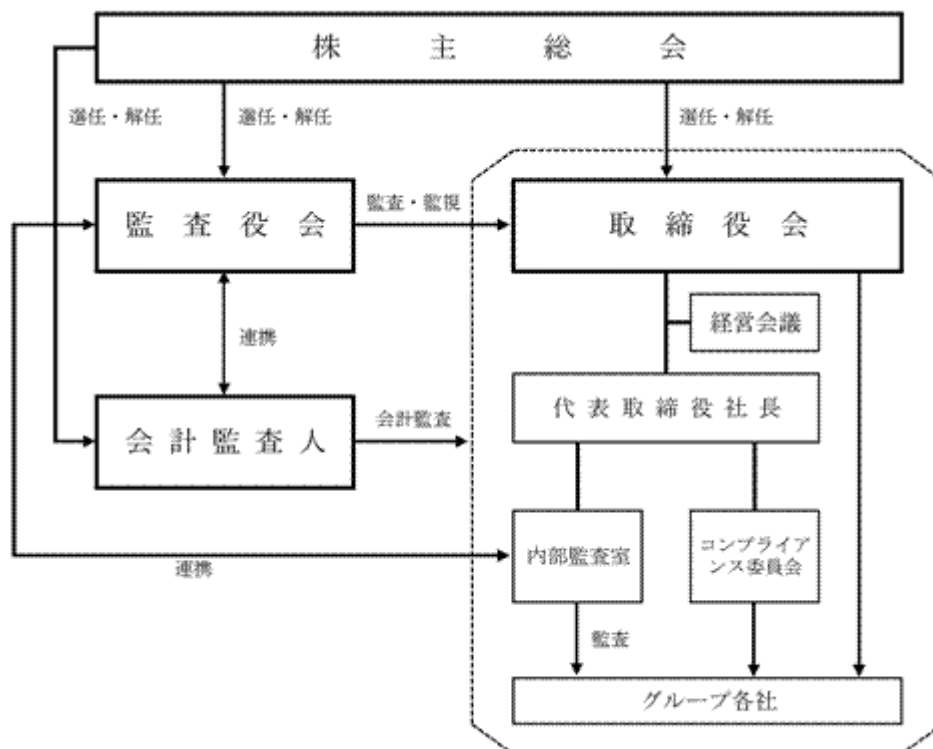 株主総会
選任・解任
選任・解任
選任・解任
監査役会
監査・監視
取締役会
経営会議
連携
代表取締役社長
会計監査人
会計監査
内部監査室
コンプライア
ンス委員会
連携
監査
グループ各社